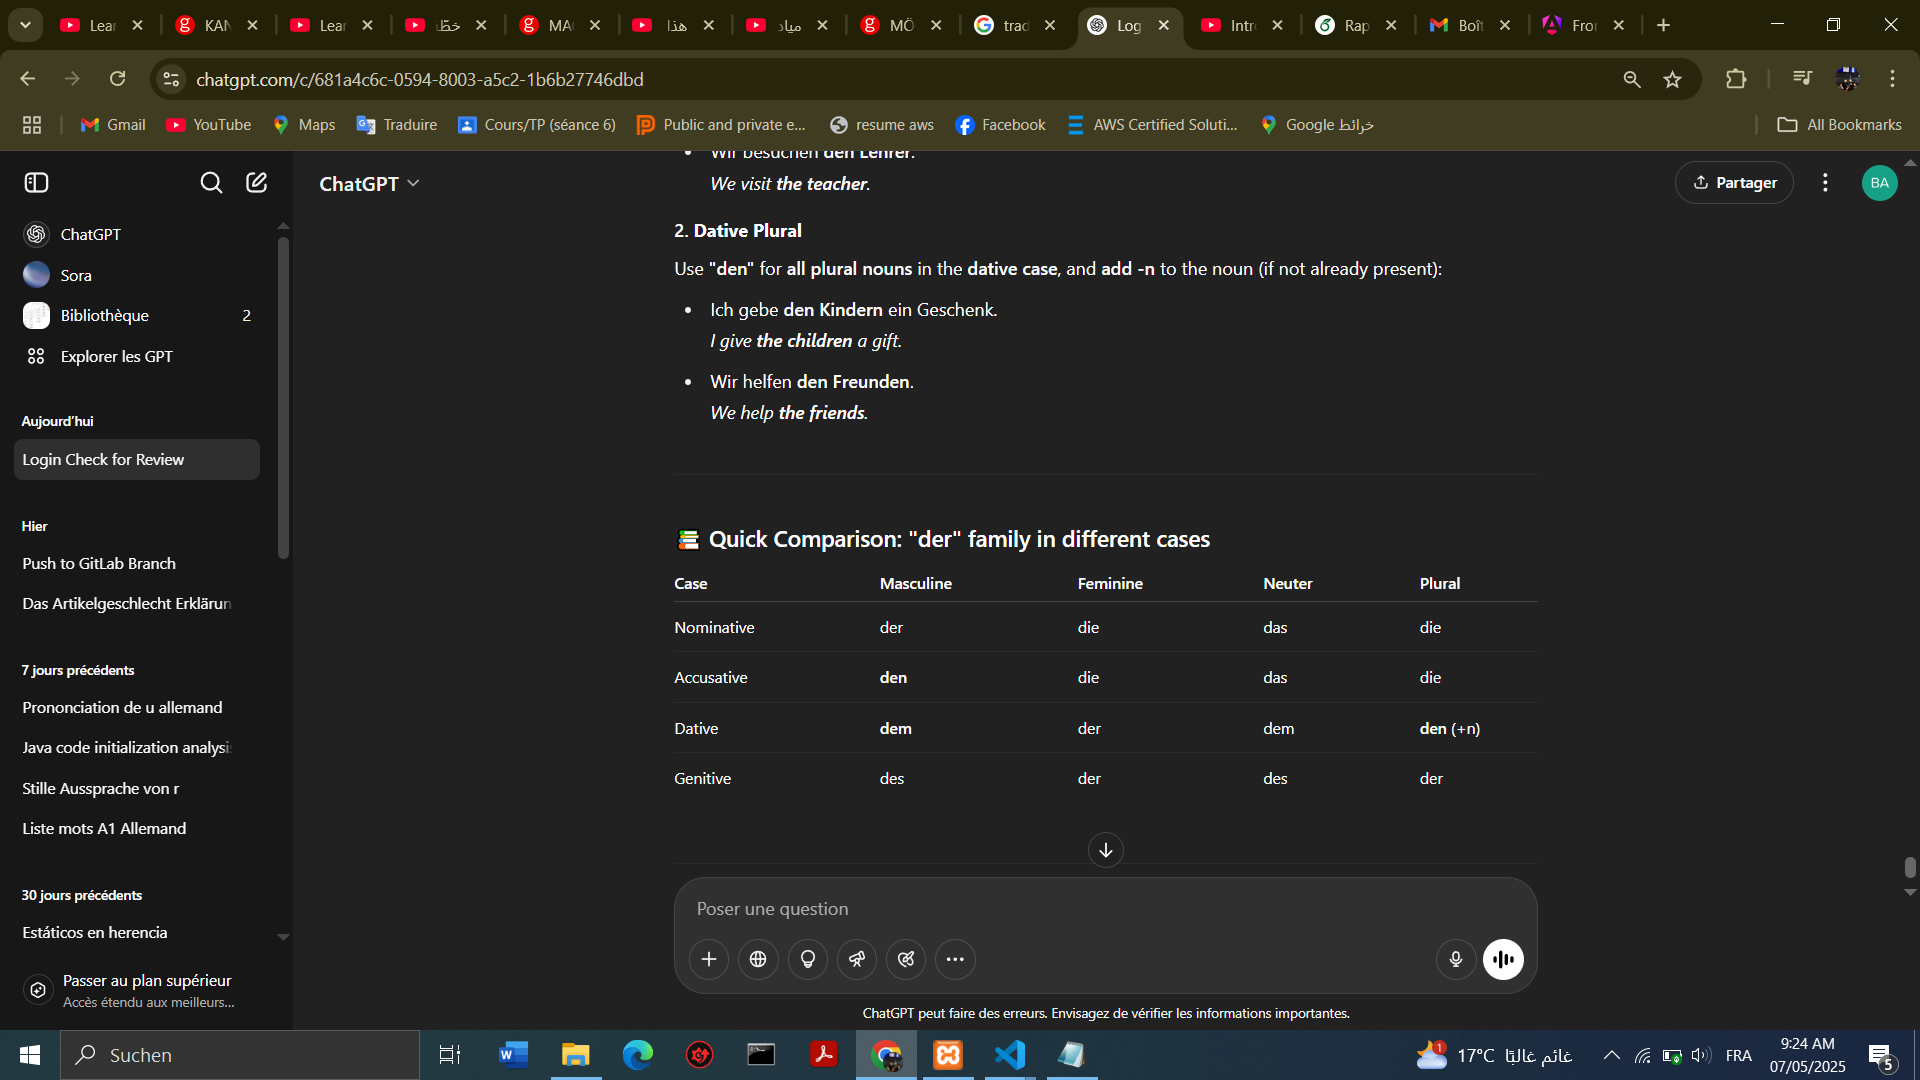 Lear
KAN
Lear
خطّة
MAC
هذا
مياد
MÖ
trad
Log
Intr
Rap
Boît
Fror
chatgpt.com/c/681a4c6c-0594-8003-a5c2-1b6b27746dbd
Gmail
YouTube
Maps
Traduire
Cours/TP (séance 6)
Public and private e...
resume aws
Facebook
AWS Certified Soluti...
خرائط Google
All Bookmarks
ChatGPT
Sora
Bibliothèque 2
Explorer les GPT
Aujourd’hui
Login Check for Review
Hier
Push to GitLab Branch
Das Artikelgeschlecht Erklärun
7 jours précédents
Prononciation de u allemand
Java code initialization analysis
Stille Aussprache von r
Liste mots A1 Allemand
30 jours précédents
Estáticos en herencia
Passer au plan supérieur
Accès étendu aux meilleurs...
ChatGPT
Partager
BA
Wir besuchen den Lehrer.
We visit the teacher.
2. Dative Plural
Use "den" for all plural nouns in the dative case, and add -n to the noun (if not already present):
Ich gebe den Kindern ein Geschenk.
I give the children a gift.
Wir helfen den Freunden.
We help the friends.
Quick Comparison: "der" family in different cases
Case Masculine Feminine Neuter Plural
Nominative der die das die
Accusative den die das die
Dative dem der dem den (+n)
Genitive des der des der
Poser une question
ChatGPT peut faire des erreurs. Envisagez de vérifier les informations importantes.
Suchen
1
17°C غائم غالبًا
FRA
9:24 AM
07/05/2025
5